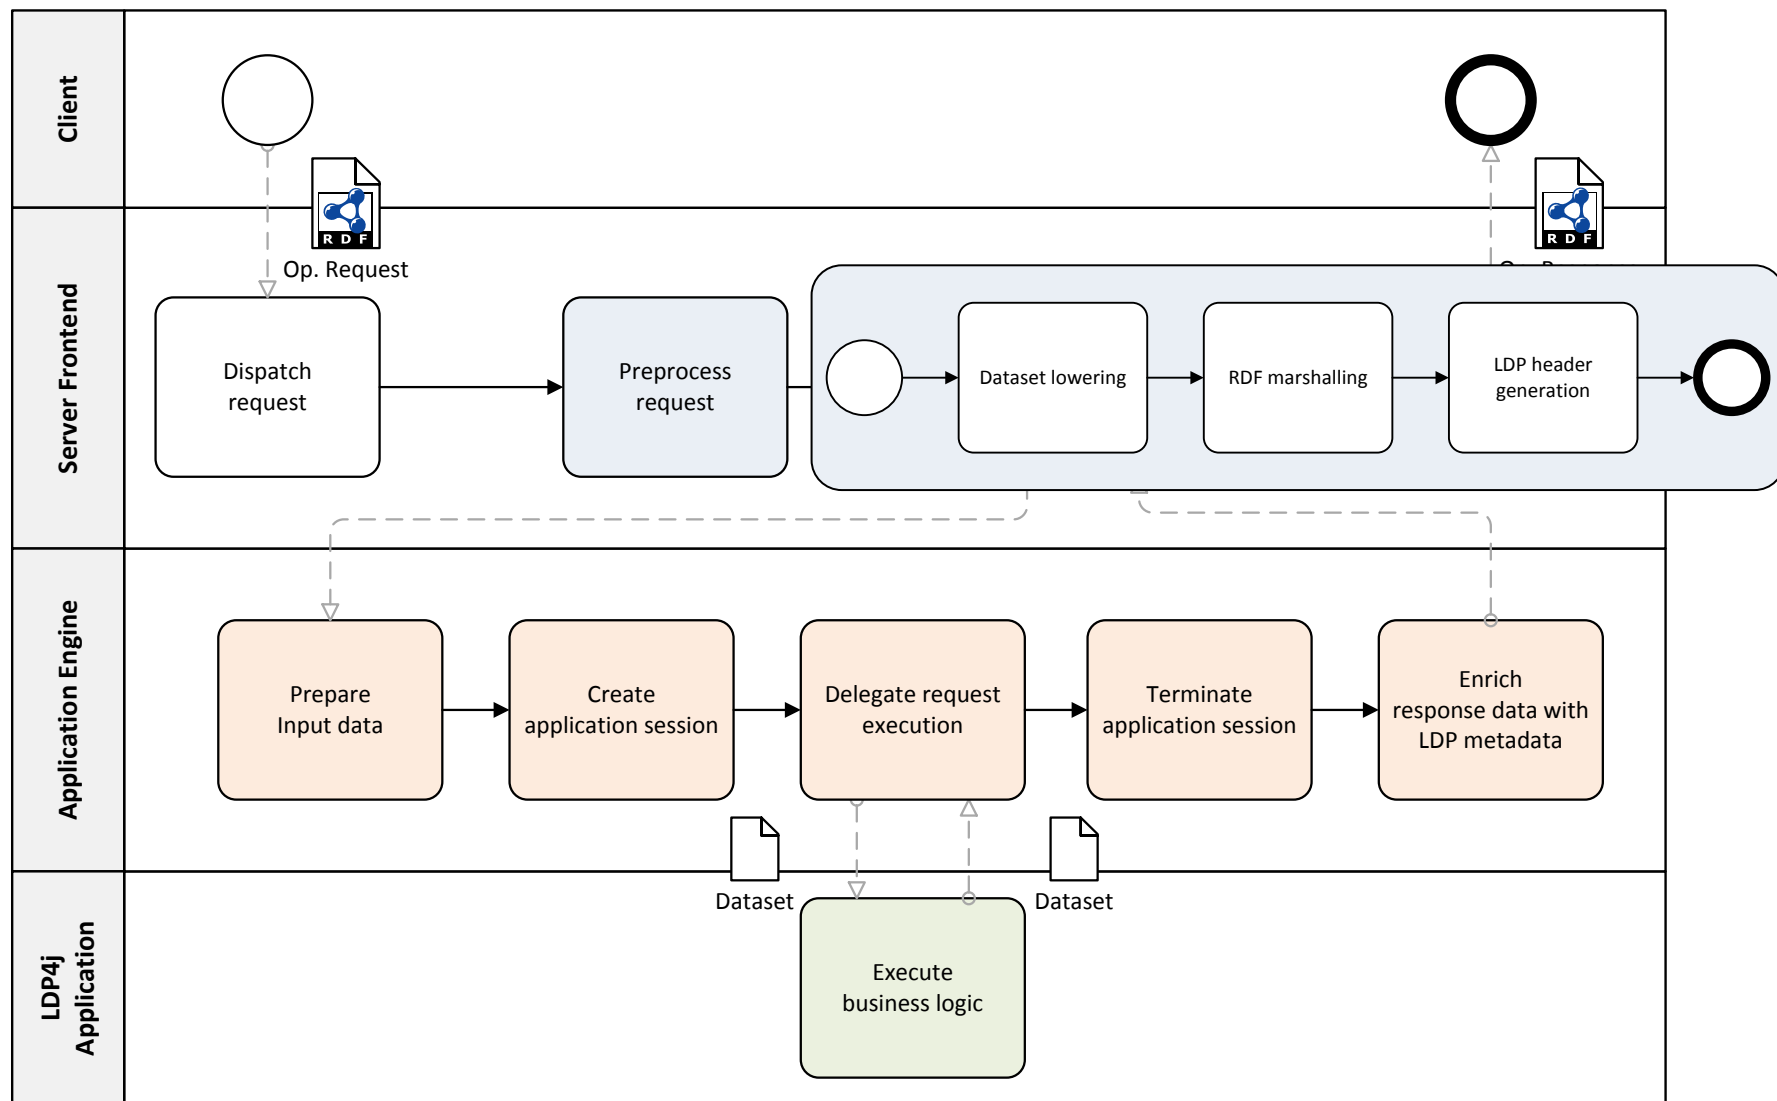 Client
R D F
R D F
Server Frontend
Op. Request
Dispatch
request
Preprocess
request
Dataset lowering
RDF marshalling
LDP header
generation
Application Engine
Prepare
Input data
Create
application session
Delegate request
execution
Terminate
application session
Enrich
response data with
LDP metadata
Dataset
Dataset
LDP4j
Application
Execute
business logic